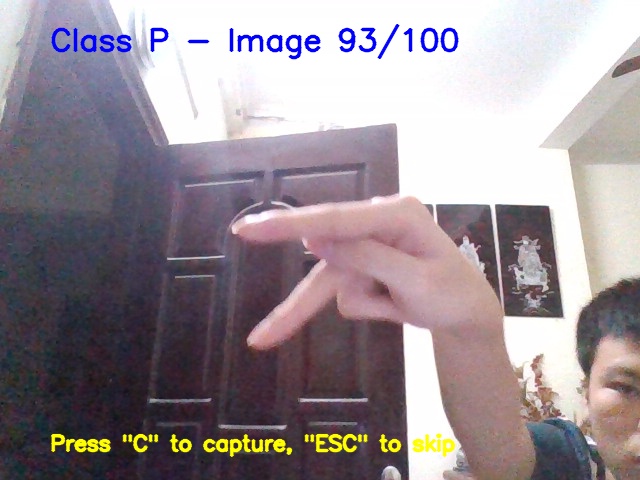 Class P - Image 93/100
Press "C" to capture, "ESC" to skip